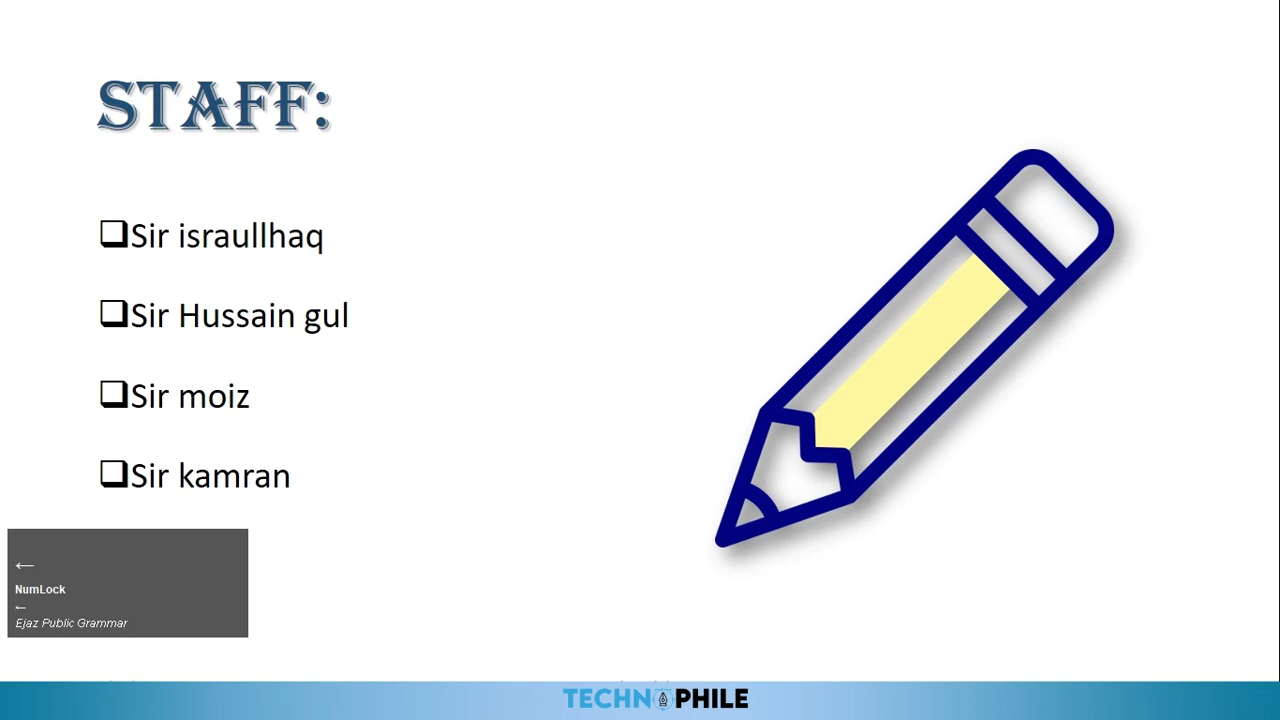 STAFF:
❑Sir israullhaq
❑Sir Hussain gul
❑Sir moiz
❑Sir kamran
←
NumLock
←
Ejaz Public Grammar
TECHNOPHILE